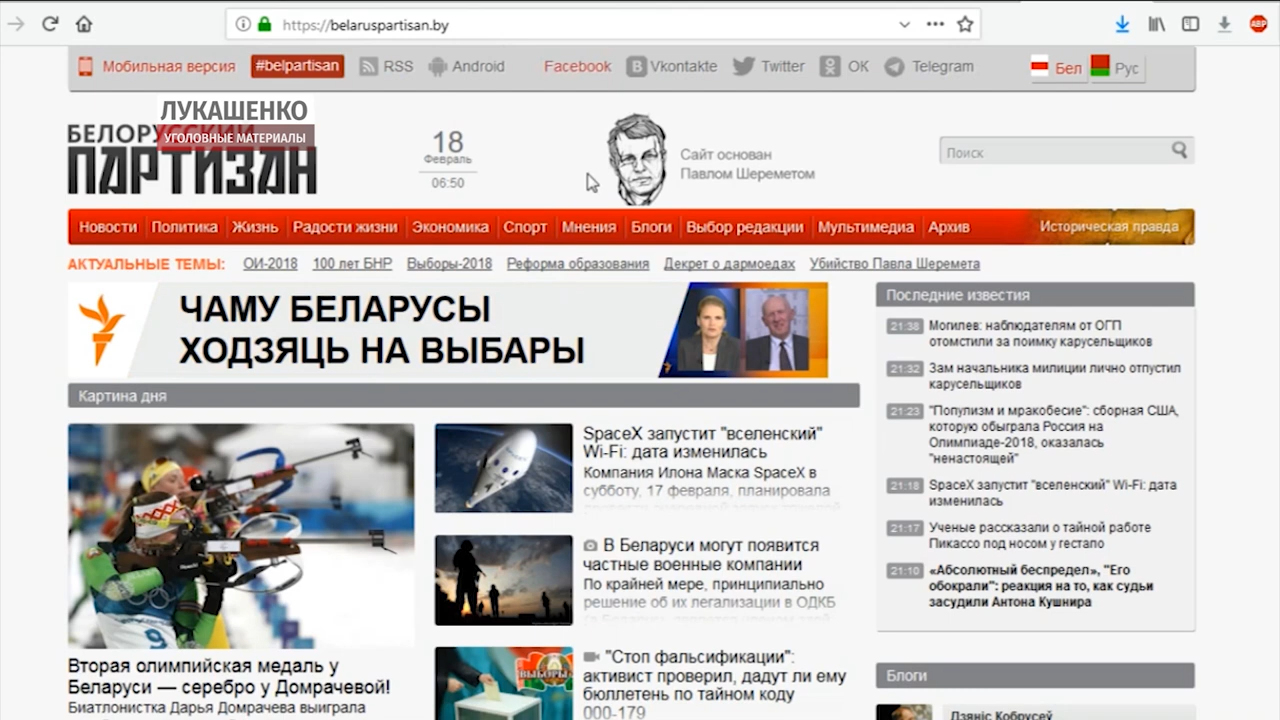 https://belaruspartisan.by
ABP
Мобильная версия
#belpartisan
RSS
Android
Facebook
Vkontakte
Twitter
ОК
Telegram
Бел
Рус
ЛУКАШЕНКО
УГОЛОВНЫЕ МАТЕРИАЛЫ
ПАРТИЗАН
18
Февраль
06:50
Сайт основан
Павлом Шереметом
Поиск
Новости Политика Жизнь Радости жизни Экономика Спорт Мнения Блоги Выбор редакции Мультимедиа Архив Историческая правда
АКТУАЛЬНЫЕ ТЕМЫ: ОИ-2018 100 лет БНР Выборы-2018 Реформа образования Декрет о дармоедах Убийство Павла Шеремета
ЧАМУ БЕЛАРУСЫ
ХОДЗЯЦЬ НА ВЫБАРЫ
Картина дня
Вторая олимпийская медаль у
Беларуси — серебро у Домрачевой!
Биатлонистка Дарья Домрачева выиграла
SpaceX запустит "вселенский"
Wi-Fi: дата изменилась
Компания Илона Маска SpaceX в
субботу, 17 февраля, планировала
В Беларуси могут появится
частные военные компании
По крайней мере, принципиально
решение об их легализации в ОДКБ
ВЫБОРЫ
"Стоп фальсификации":
активист проверил, дадут ли ему
бюллетень по тайному коду
000-179
Последние известия
21:38 Могилев: наблюдателям от ОГП
отомстили за поимку карусельщиков
21:32 Зам начальника милиции лично отпустил
карусельщиков
21:23 "Популизм и мракобесие": сборная США,
которую обыграла Россия на
Олимпиаде-2018, оказалась
"ненастоящей"
21:18 SpaceX запустит "вселенский" Wi-Fi: дата
изменилась
21:17 Ученые рассказали о тайной работе
Пикассо под носом у гестапо
21:10 «Абсолютный беспредел», "Его
обокрали": реакция на то, как судьи
засудили Антона Кушнира
Блоги
Дзяніс Кобрусеў